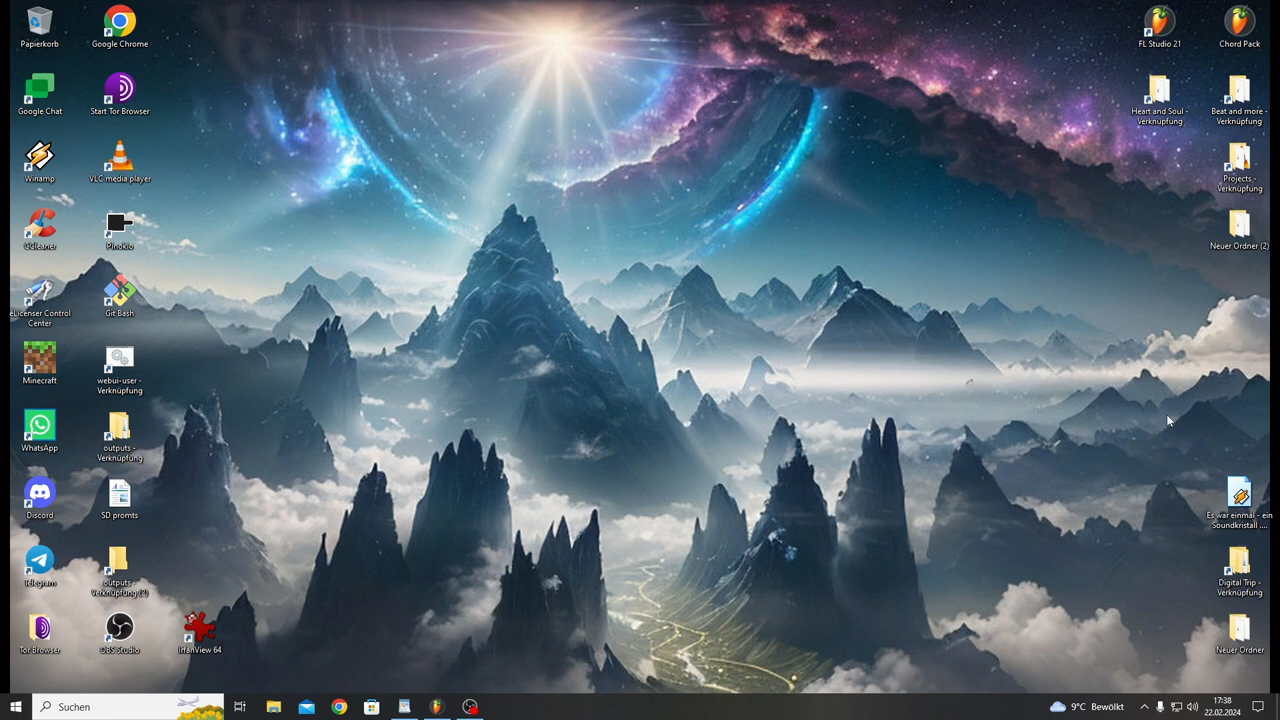 Papierkorb
Google Chrome
FL Studio 21
Chord Pack
Google Chat
Start Tor Browser
Heart and Soul -
Verknüpfung
Beat and more -
Verknüpfung
Winamp
VLC media player
Projects -
Verknüpfung
CCleaner
Pinokio
Neuer Ordner (2)
eLicenser Control
Center
Git Bash
Minecraft
webui-user -
Verknüpfung
WhatsApp
outputs -
Verknüpfung
Discord
SD promts
Es war einmal - ein
Soundkristall ....
Telegram
outputs -
Verknüpfung (2)
Digital Trip -
Verknüpfung
Tor Browser
OBS Studio
IrfanView 64
Neuer Ordner
Suchen
9°C Bewölkt
17:38
22.02.2024